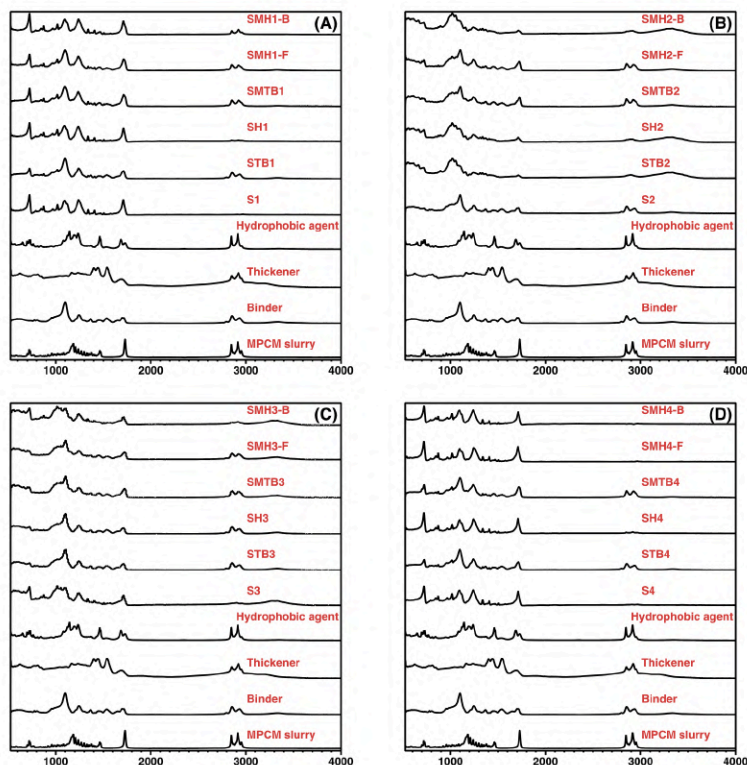 (A)
SMH1-B
SMH1-F
SMTB1
SH1
STB1
S1
Hydrophobic agent
Thickener
Binder
MPCM slurry
1000 2000 3000 4000
(B)
SMH2-B
SMH2-F
SMTB2
SH2
STB2
S2
Hydrophobic agent
Thickener
Binder
MPCM slurry
1000 2000 3000 4000
(C)
SMH3-B
SMH3-F
SMTB3
SH3
STB3
S3
Hydrophobic agent
Thickener
Binder
MPCM slurry
1000 2000 3000 4000
(D)
SMH4-B
SMH4-F
SMTB4
SH4
STB4
S4
Hydrophobic agent
Thickener
Binder
MPCM slurry
1000 2000 3000 4000